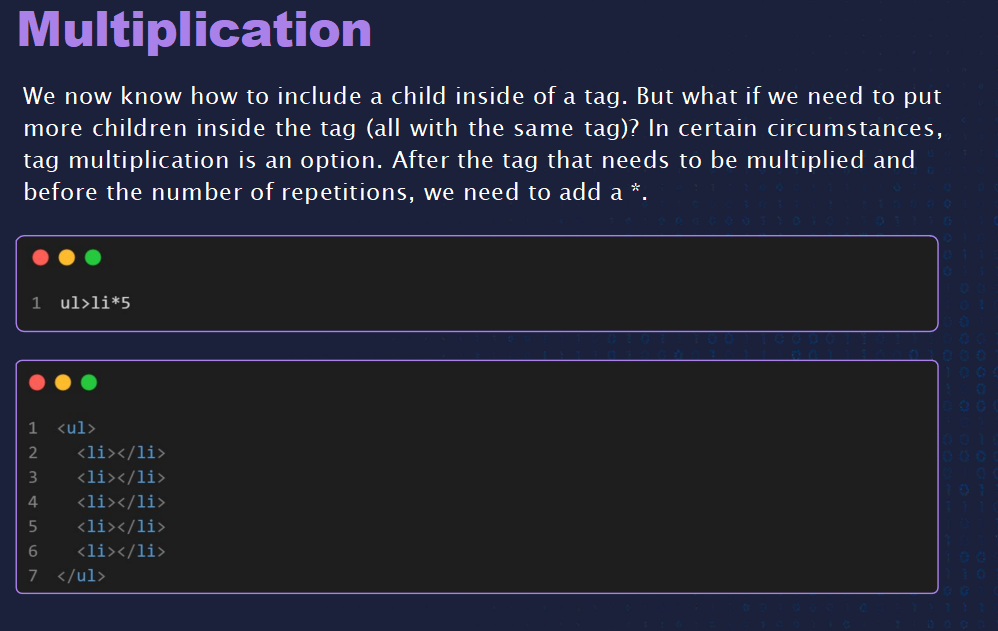 Multiplication
We now know how to include a child inside of a tag. But what if we need to put
more children inside the tag (all with the same tag)? In certain circumstances,
tag multiplication is an option. After the tag that needs to be multiplied and
before the number of repetitions, we need to add a *.
1 ul>li*5
1 <ul>
2   <li></li>
3   <li></li>
4   <li></li>
5   <li></li>
6   <li></li>
7 </ul>